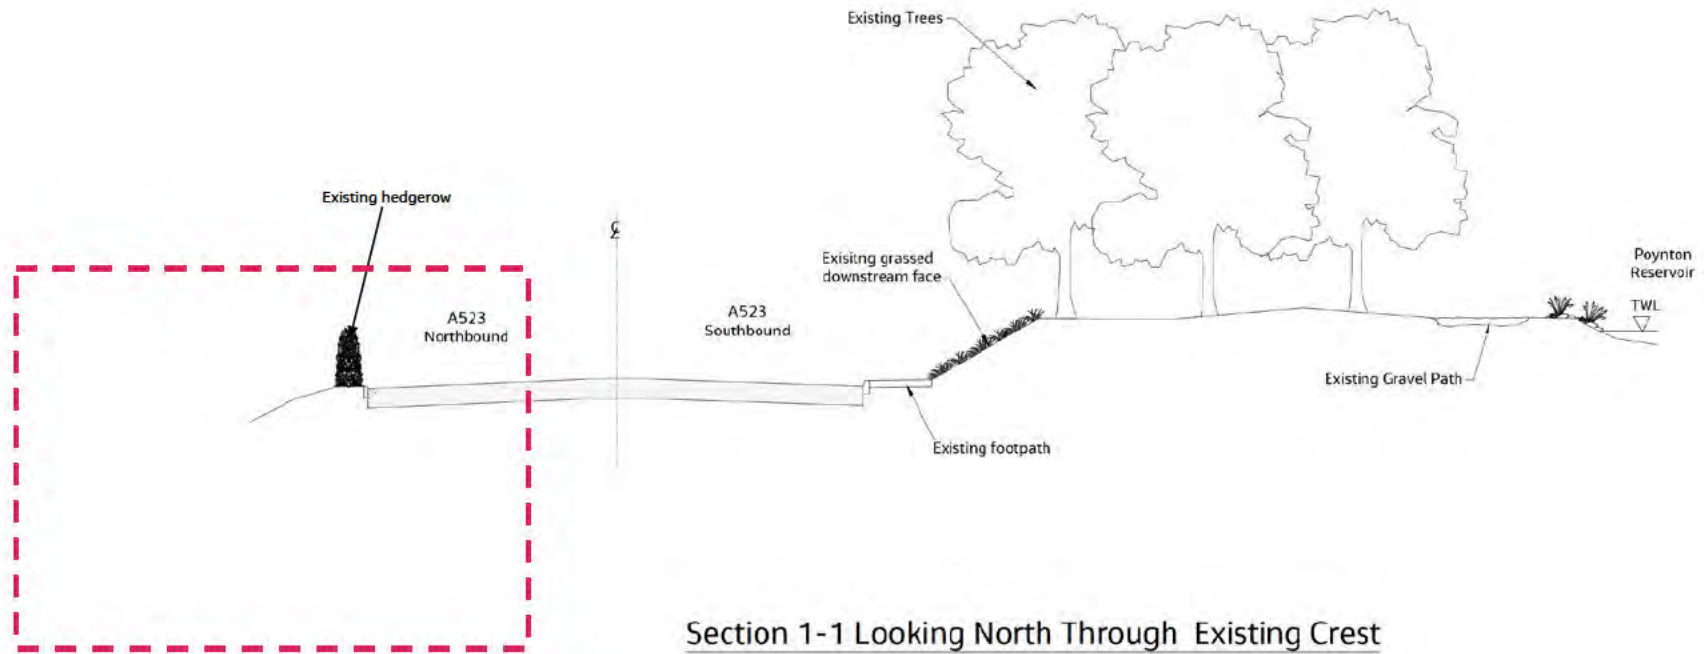 Existing Trees
Existing hedgerow
℄
Exisitng grassed
downstream face
Poynton
Reservoir
TWL
A523
Northbound
A523
Southbound
Existing Gravel Path
Existing footpath
Section 1-1 Looking North Through Existing Crest